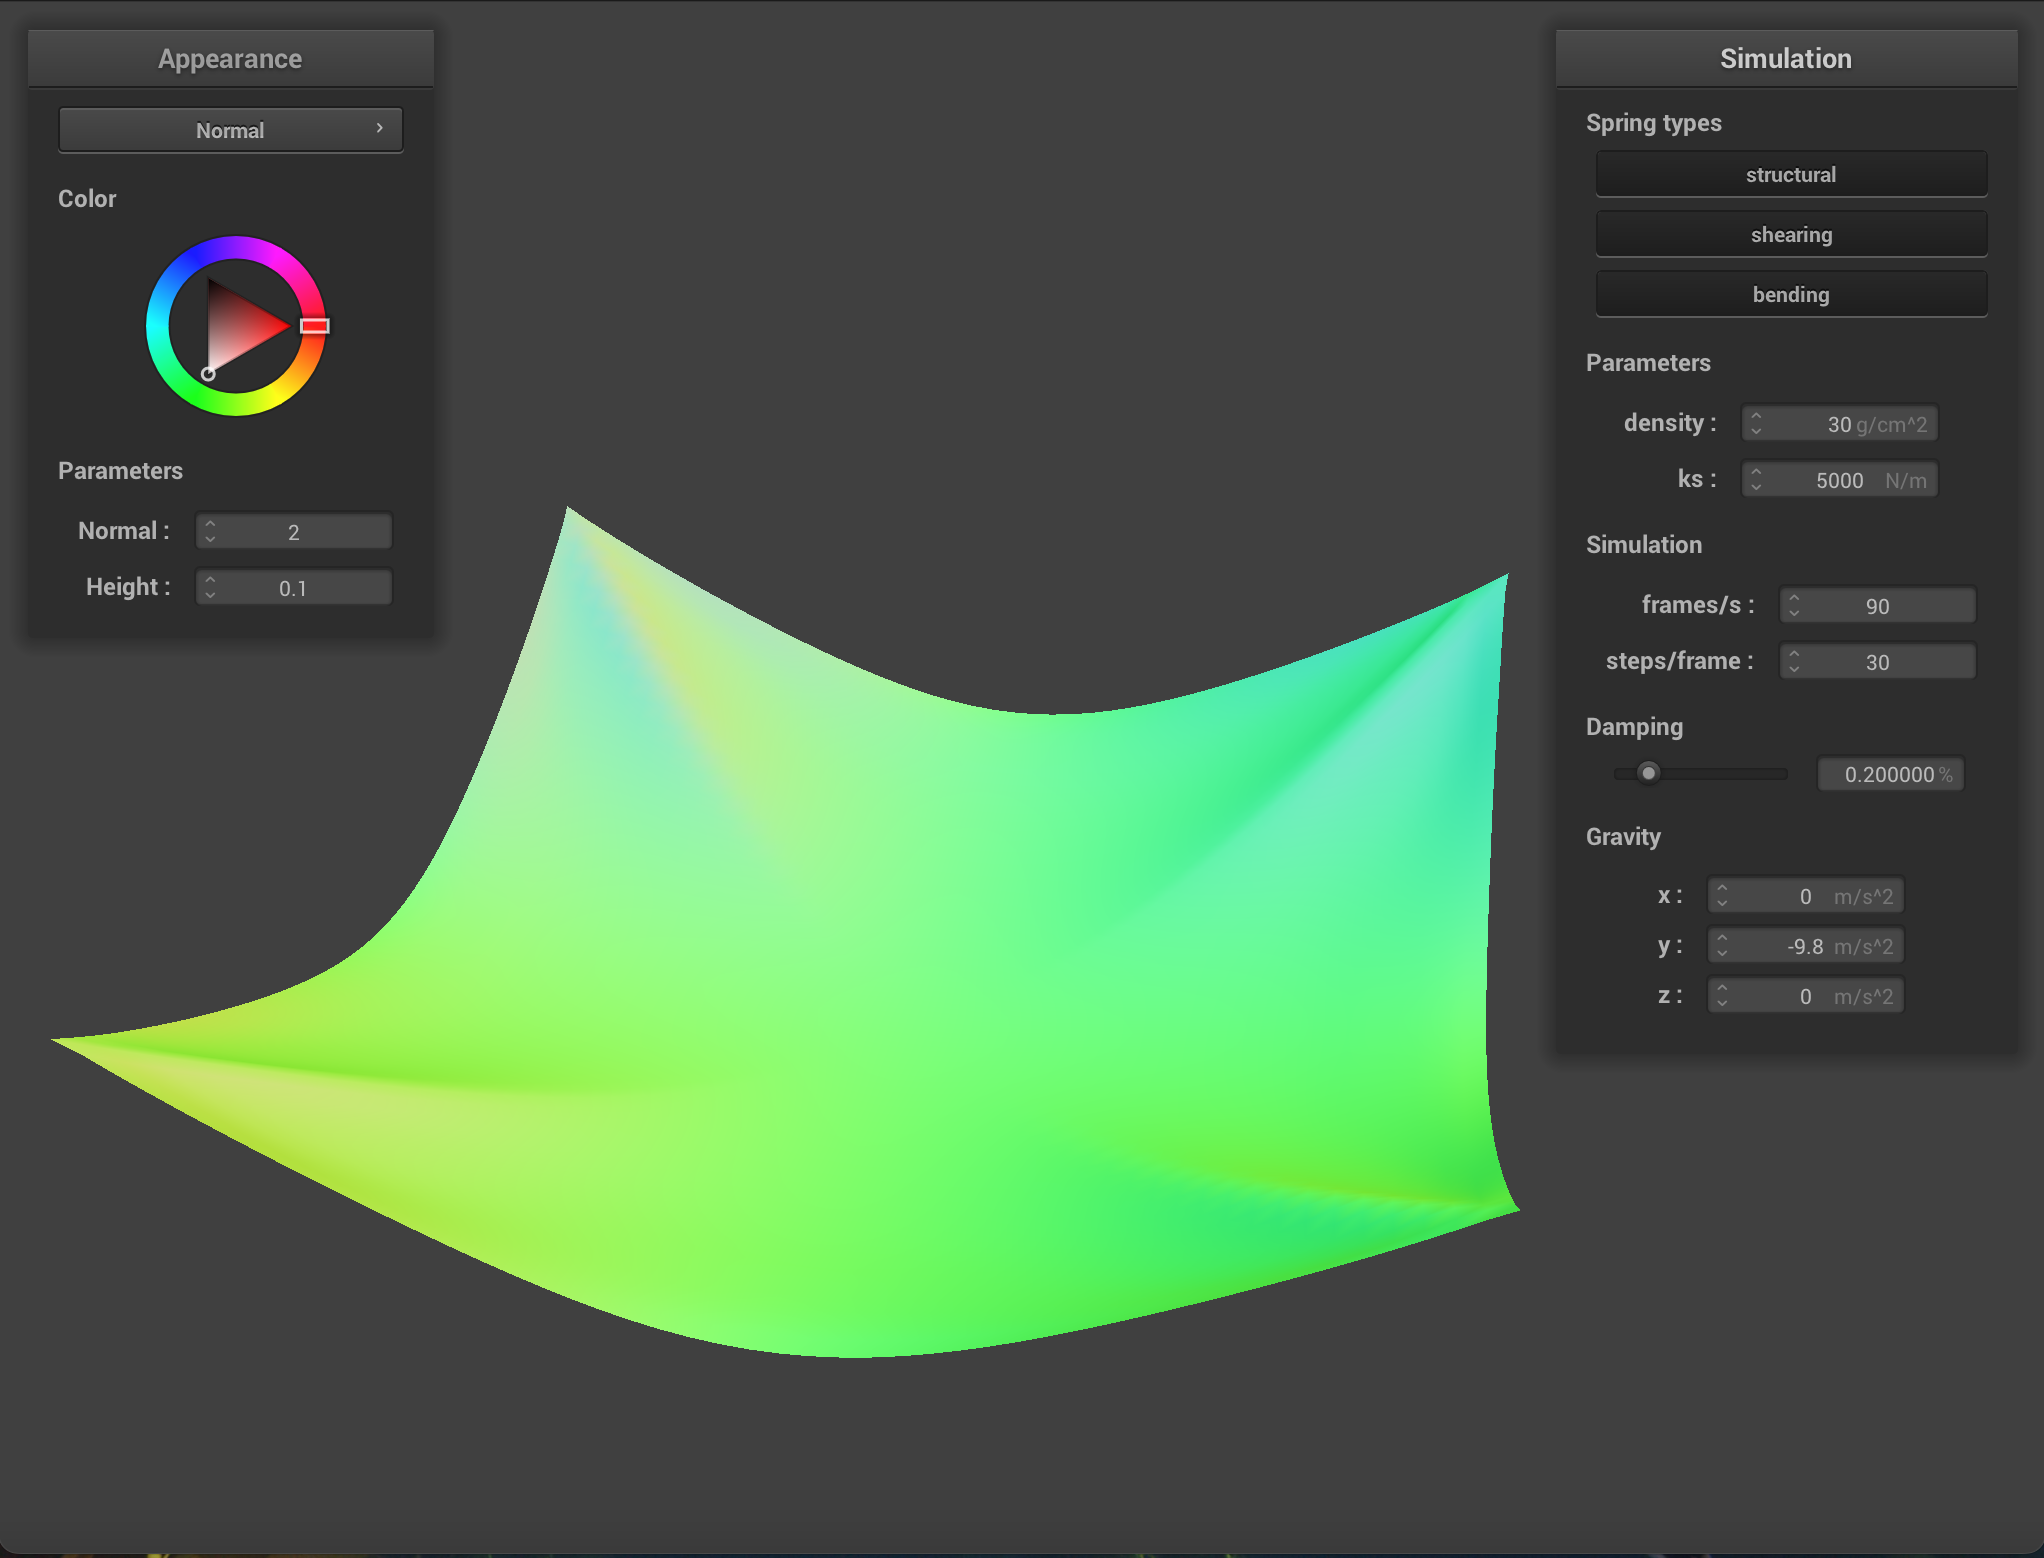 Appearance
Normal
Color
Parameters
Normal : 2
Height : 0.1
Simulation
Spring types
structural
shearing
bending
Parameters
density : 30 g/cm^2
ks : 5000 N/m
Simulation
frames/s : 90
steps/frame : 30
Damping
0.200000 %
Gravity
x : 0 m/s^2
y : -9.8 m/s^2
z : 0 m/s^2